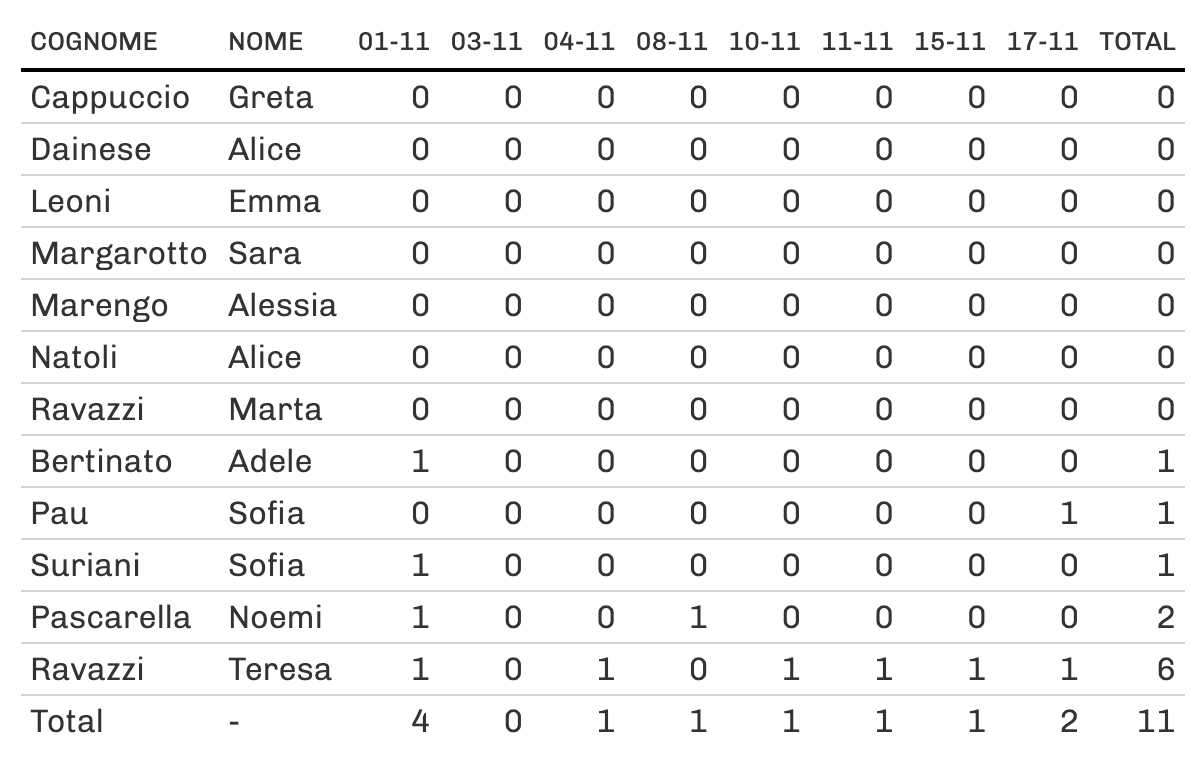 COGNOME NOME 01-11 03-11 04-11 08-11 10-11 11-11 15-11 17-11 TOTAL
Cappuccio Greta 0 0 0 0 0 0 0 0 0
Dainese Alice 0 0 0 0 0 0 0 0 0
Leoni Emma 0 0 0 0 0 0 0 0 0
Margarotto Sara 0 0 0 0 0 0 0 0 0
Marengo Alessia 0 0 0 0 0 0 0 0 0
Natoli Alice 0 0 0 0 0 0 0 0 0
Ravazzi Marta 0 0 0 0 0 0 0 0 0
Bertinato Adele 1 0 0 0 0 0 0 0 1
Pau Sofia 0 0 0 0 0 0 0 1 1
Suriani Sofia 1 0 0 0 0 0 0 0 1
Pascarella Noemi 1 0 0 1 0 0 0 0 2
Ravazzi Teresa 1 0 1 0 1 1 1 1 6
Total - 4 0 1 1 1 1 1 2 11